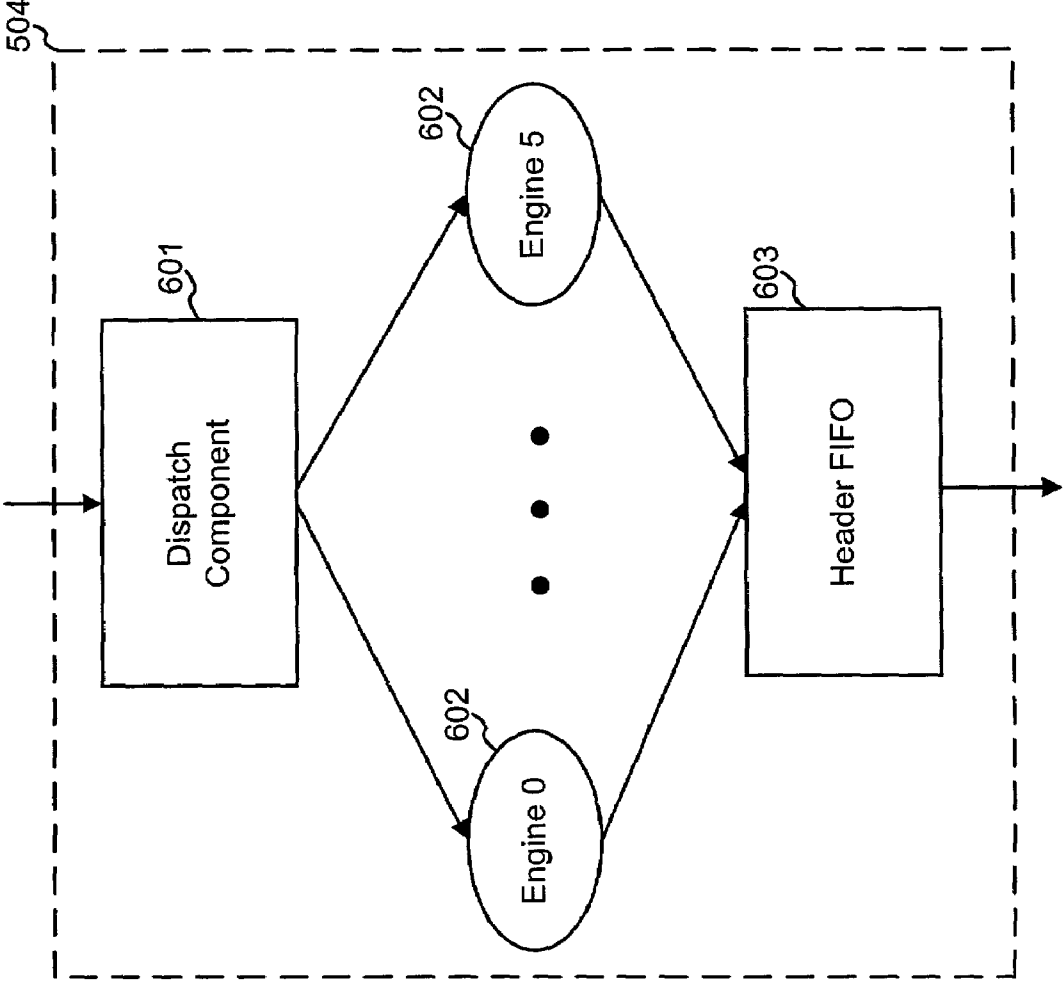 504
601
Dispatch
Component
602
Engine 0
602
Engine 5
603
Header FIFO